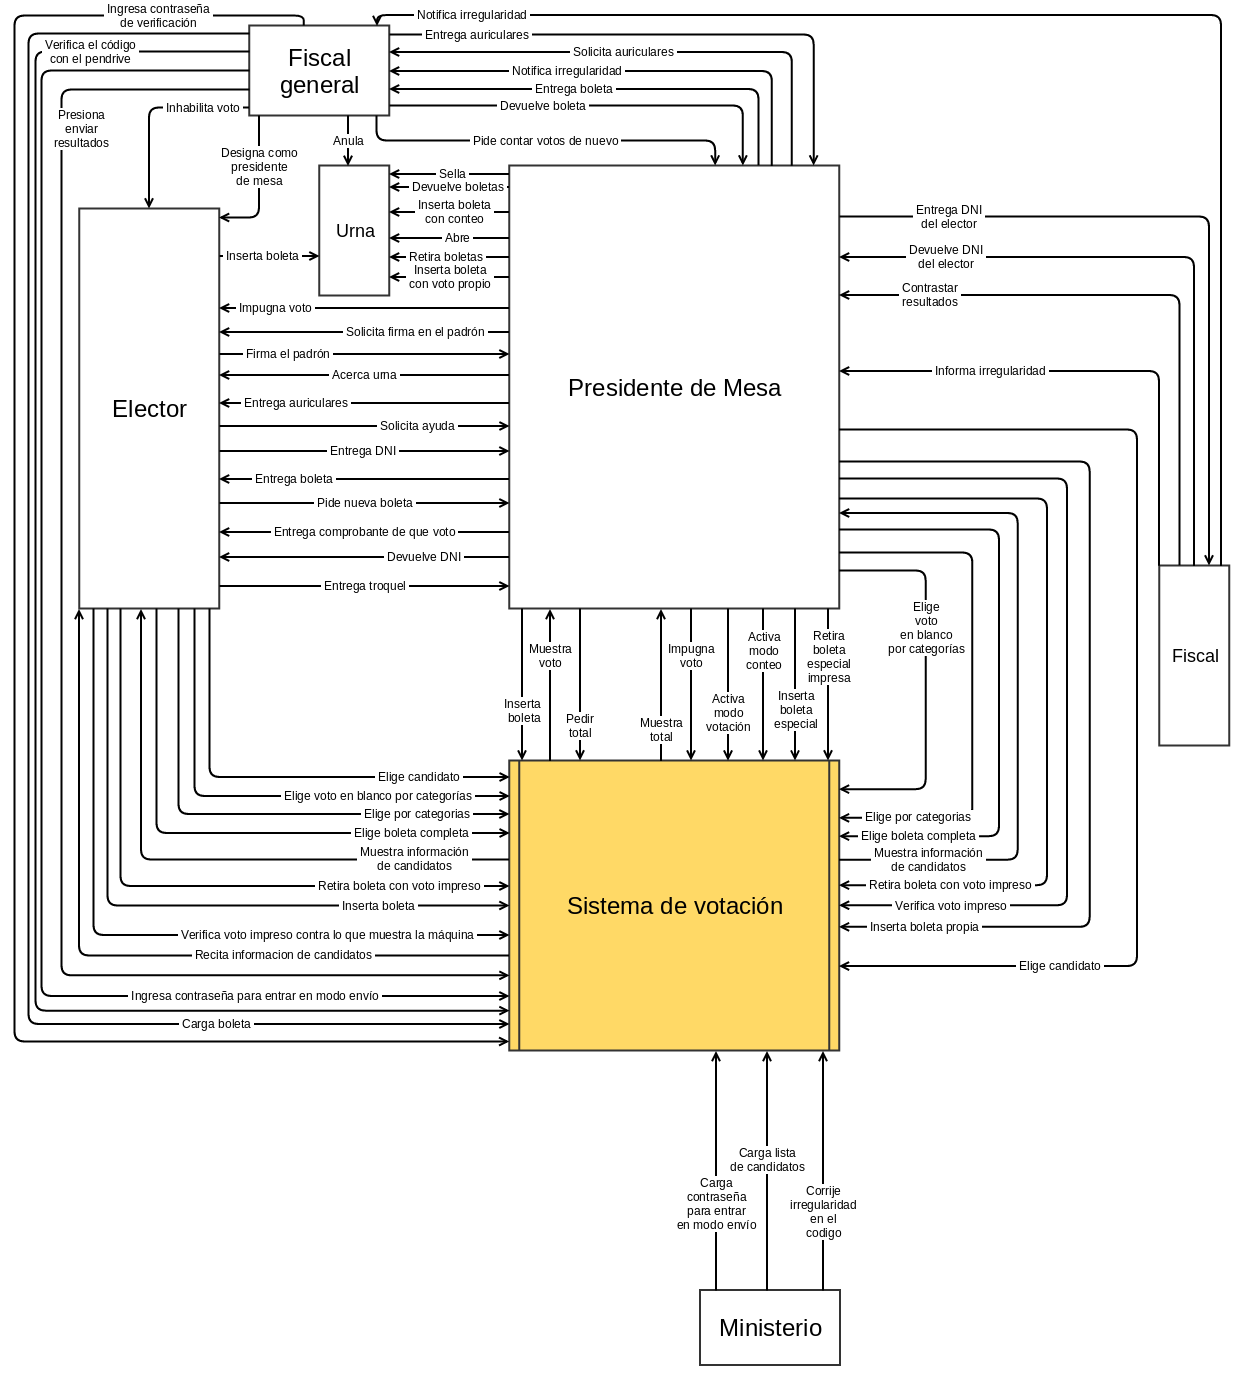 Ingresa contraseña
de verificación
Notifica irregularidad
Entrega auriculares
Verifica el código
con el pendrive
Fiscal
general
Solicita auriculares
Notifica irregularidad
Entrega boleta
Devuelve boleta
Inhabilita voto
Presiona
enviar
resultados
Anula
Pide contar votos de nuevo
Designa como
presidente
de mesa
Sella
Devuelve boletas
Inserta boleta
con conteo
Urna
Abre
Inserta boleta
Retira boletas
Inserta boleta
con voto propio
Entrega DNI
del elector
Devuelve DNI
del elector
Contrastar
resultados
Impugna voto
Solicita firma en el padrón
Firma el padrón
Acerca urna
Informa irregularidad
Presidente de Mesa
Elector
Entrega auriculares
Solicita ayuda
Entrega DNI
Entrega boleta
Pide nueva boleta
Entrega comprobante de que voto
Devuelve DNI
Entrega troquel
Fiscal
Elige
voto
en blanco
por categorías
Inserta
boleta
Muestra
voto
Pedir
total
Muestra
total
Impugna
voto
Activa
modo
votación
Activa
modo
conteo
Inserta
boleta
especial
Retira
boleta
especial
impresa
Elige candidato
Elige voto en blanco por categorías
Elige por categorias
Elige boleta completa
Muestra información
de candidatos
Retira boleta con voto impreso
Inserta boleta
Verifica voto impreso contra lo que muestra la máquina
Recita informacion de candidatos
Ingresa contraseña para entrar en modo envío
Carga boleta
Sistema de votación
Elige por categorias
Elige boleta completa
Muestra información
de candidatos
Retira boleta con voto impreso
Verifica voto impreso
Inserta boleta propia
Elige candidato
Carga
contraseña
para entrar
en modo envío
Carga lista
de candidatos
Corrije
irregularidad
en el
codigo
Ministerio